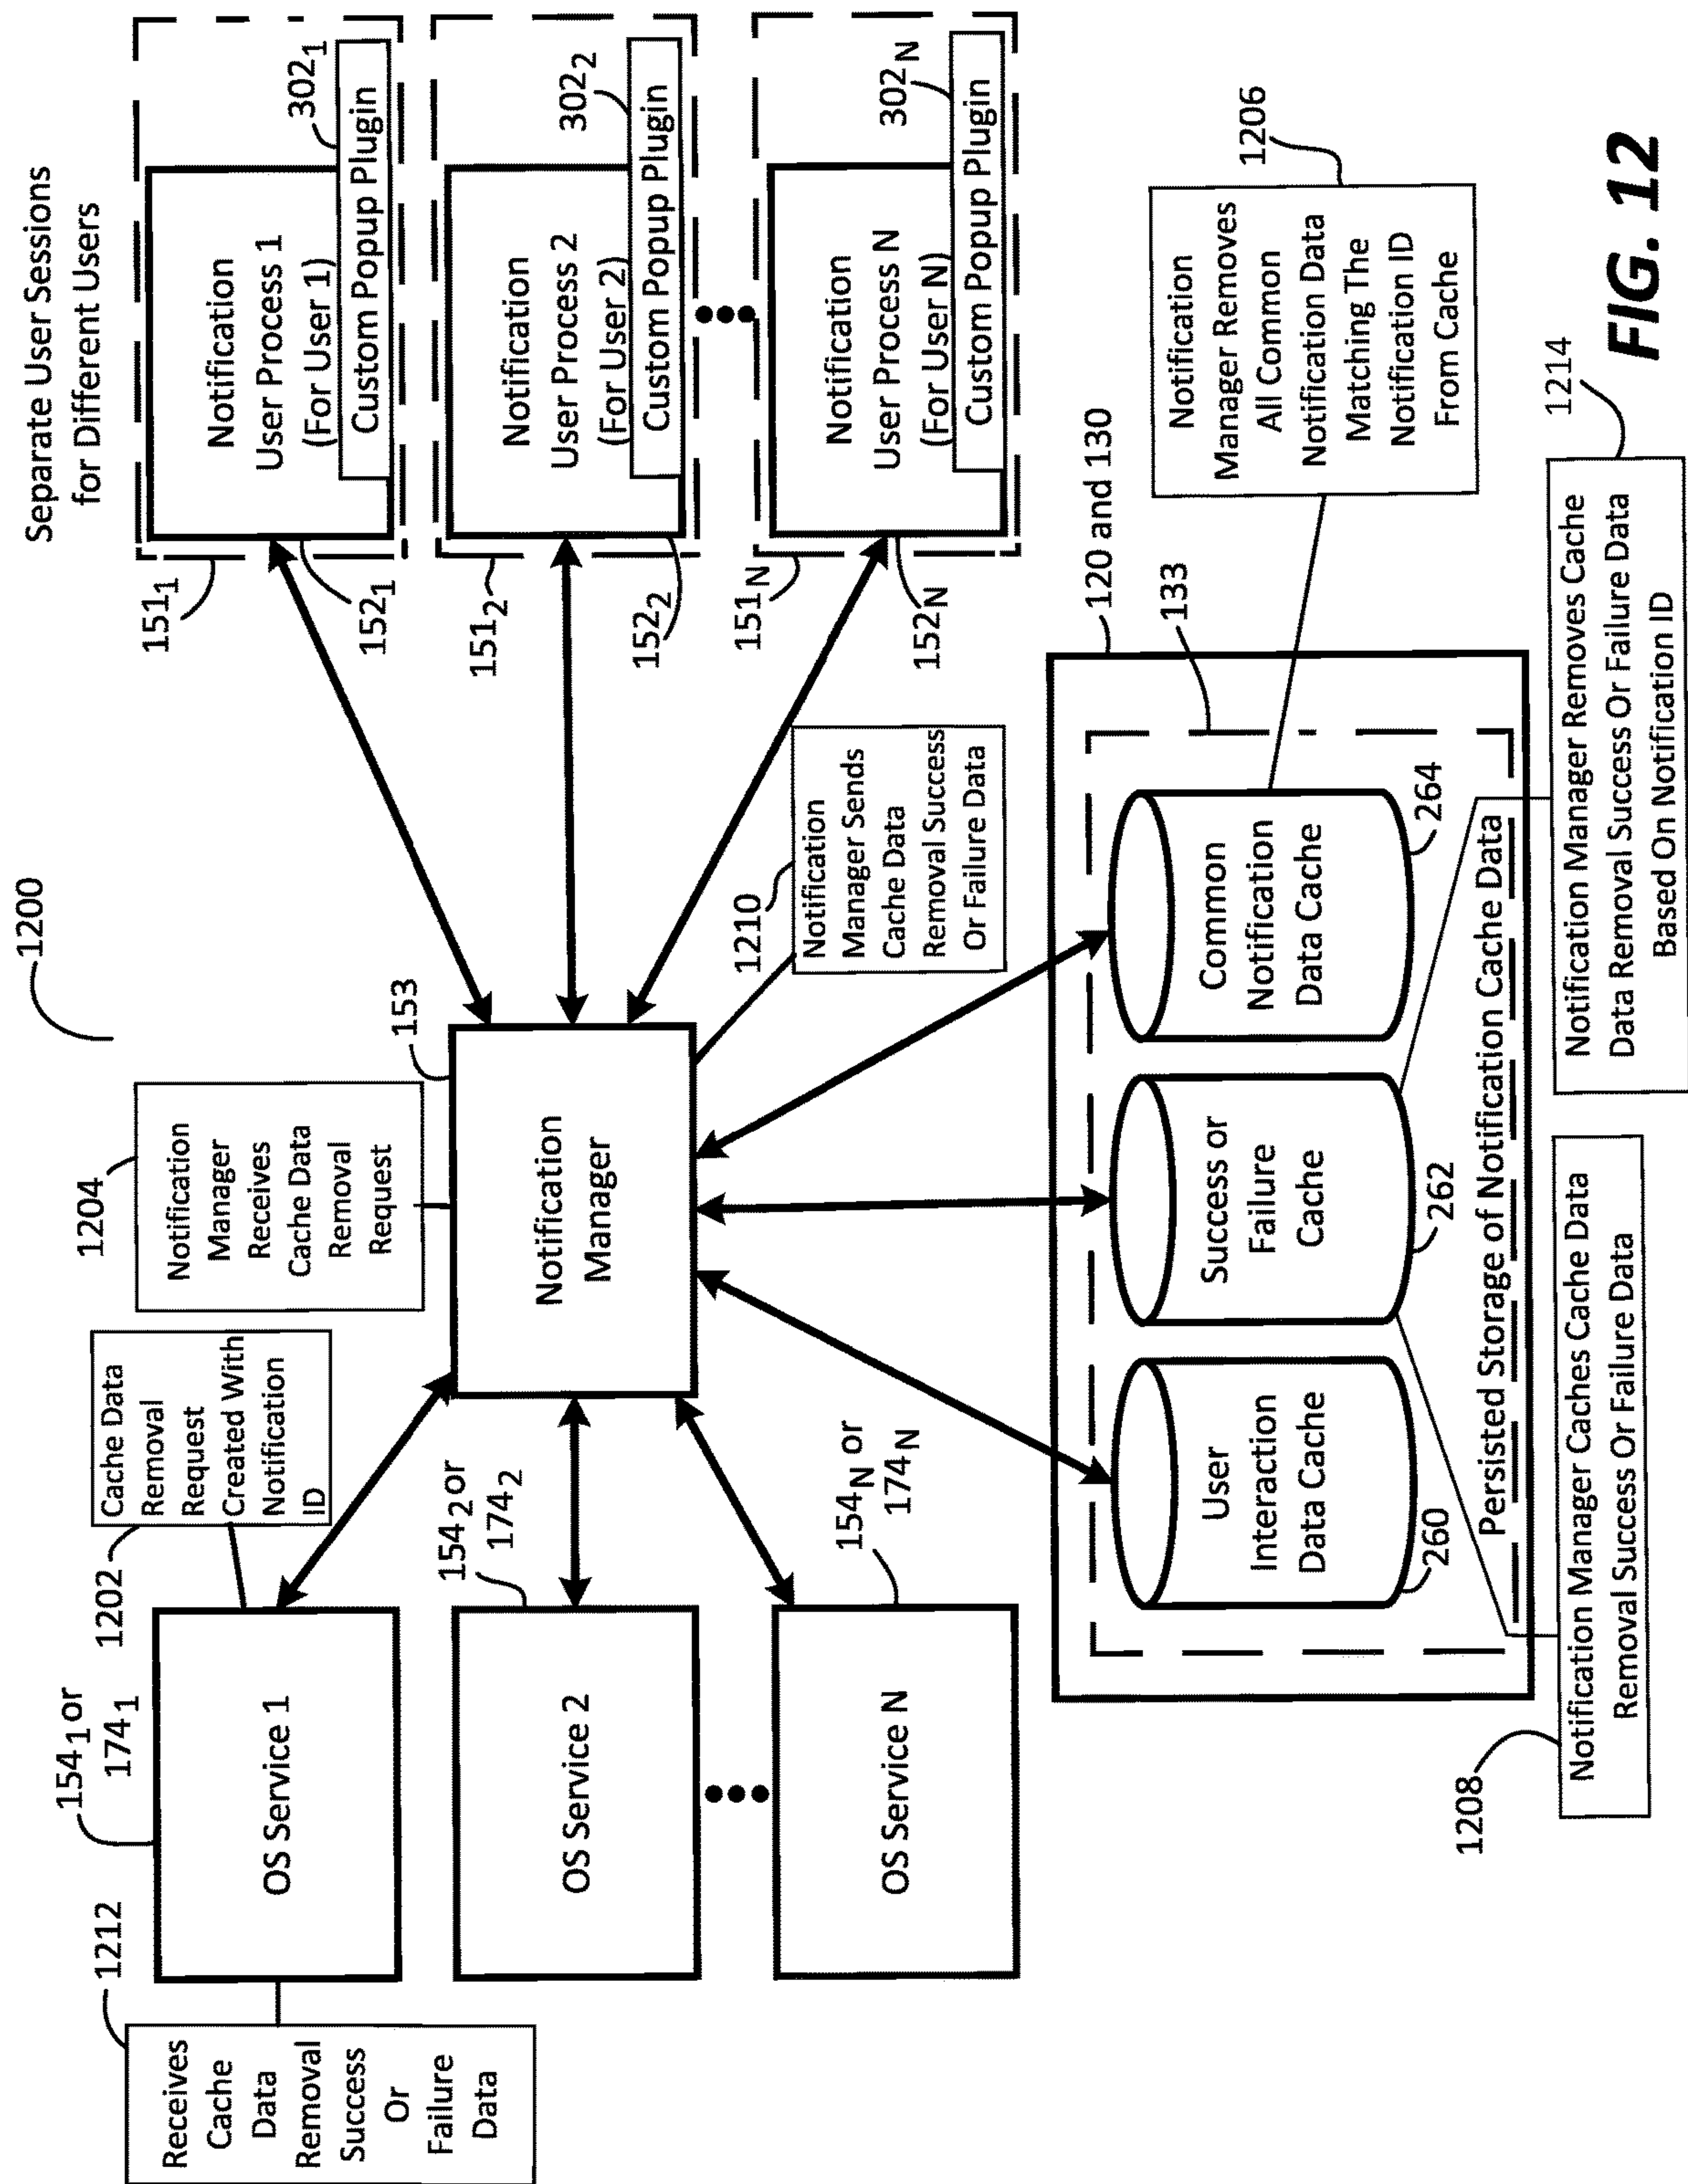 1200
Separate User Sessions
for Different Users
1212
Receives
Cache
Data
Removal
Success
Or
Failure
Data
154₁ or
174₁
OS Service 1
1202
Cache Data
Removal
Request
Created With
Notification
ID
154₂ or
174₂
OS Service 2
154N or
174N
OS Service N
1204
Notification
Manager
Receives
Cache Data
Removal
Request
153
Notification
Manager
1210
Notification
Manager Sends
Cache Data
Removal Success
Or Failure Data
151₁
152₁
Notification
User Process 1
(For User 1)
302₁
Custom Popup Plugin
151₂
152₂
Notification
User Process 2
(For User 2)
302₂
Custom Popup Plugin
151N
152N
Notification
User Process N
(For User N)
302N
Custom Popup Plugin
120 and 130
133
User
Interaction
Data Cache
260
Success or
Failure
Cache
262
Common
Notification
Data Cache
264
Persisted Storage of Notification Cache Data
1206
Notification
Manager Removes
All Common
Notification Data
Matching The
Notification ID
From Cache
1208
Notification Manager Caches Cache Data
Removal Success Or Failure Data
1214
Notification Manager Removes Cache
Data Removal Success Or Failure Data
Based On Notification ID
FIG. 12